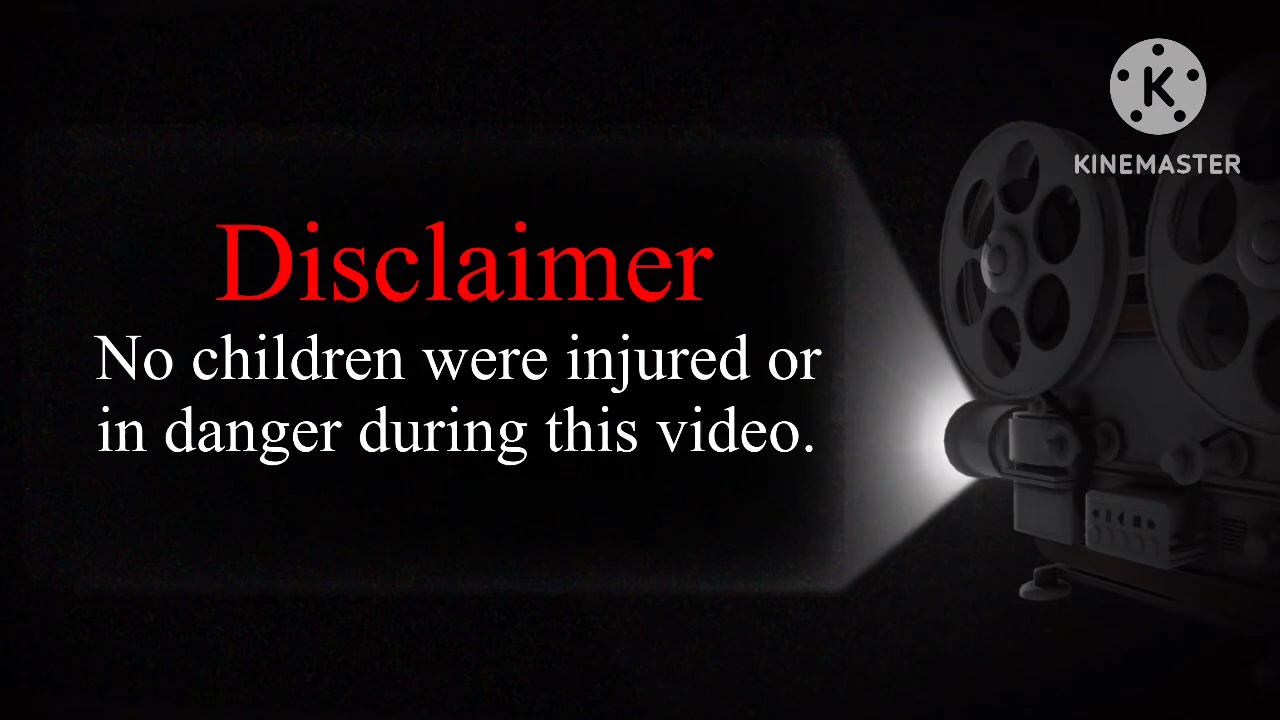 K
KINEMASTER
Disclaimer
No children were injured or
in danger during this video.